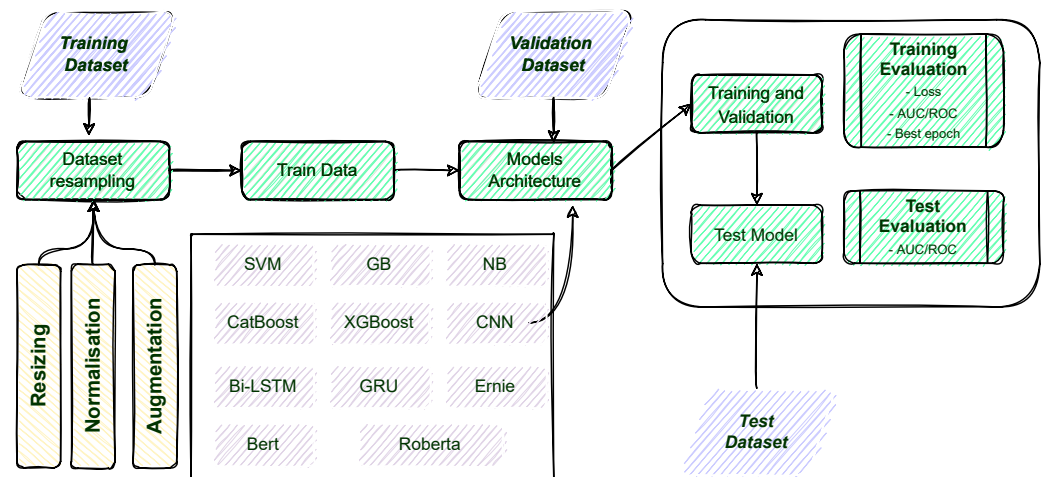 Training
Dataset
Validation
Dataset
Training
Evaluation
- Loss
- AUC/ROC
- Best epoch
Training and
Validation
Dataset
resampling
Train Data
Models
Architecture
Test Model
Test
Evaluation
- AUC/ROC
Resizing
Normalisation
Augmentation
SVM
GB
NB
CatBoost
XGBoost
CNN
Bi-LSTM
GRU
Ernie
Bert
Roberta
Test
Dataset